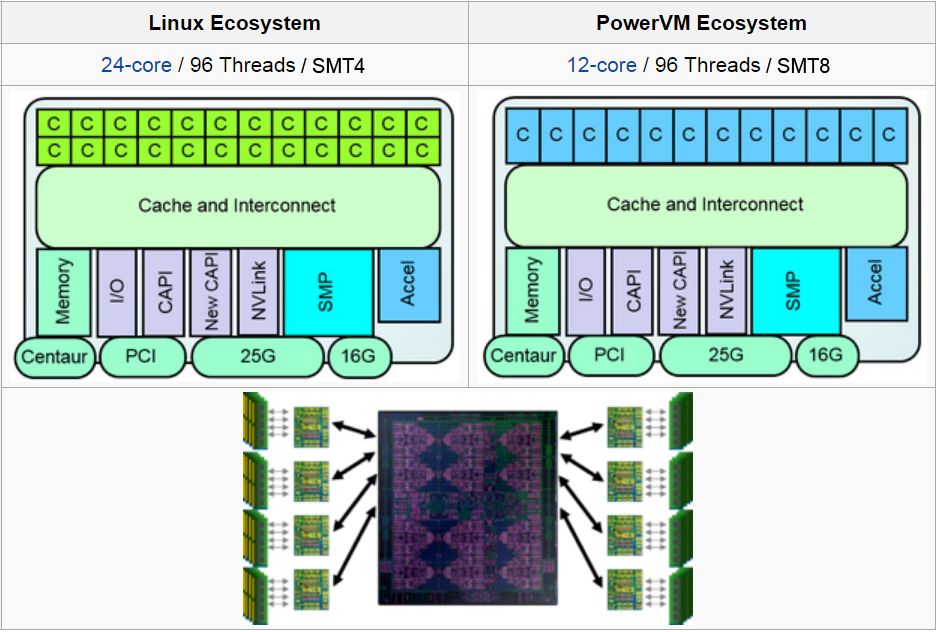 Linux Ecosystem
PowerVM Ecosystem
24-core / 96 Threads / SMT4
12-core / 96 Threads / SMT8
C C C C C C C C C C C C
C C C C C C C C C C C C
Cache and Interconnect
Memory
I/O
CAPI
New CAPI
NVLink
SMP
Accel
Centaur
PCI
25G
16G
C C C C C C C C C C C C
Cache and Interconnect
Memory
I/O
CAPI
New CAPI
NVLink
SMP
Accel
Centaur
PCI
25G
16G